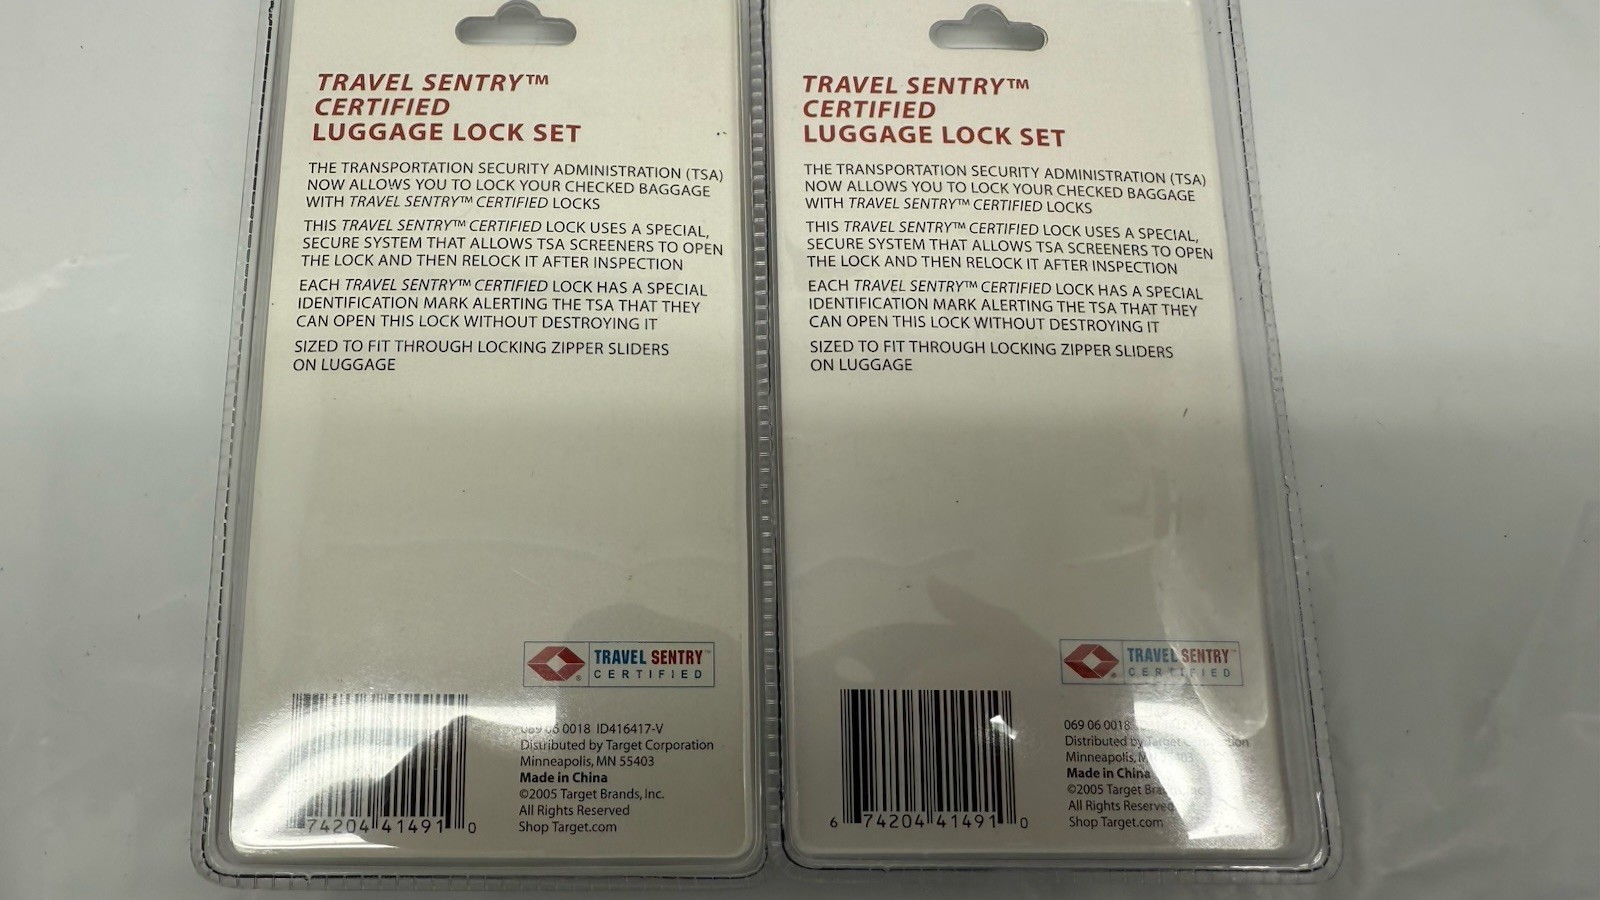 TRAVEL SENTRY™
CERTIFIED
LUGGAGE LOCK SET
THE TRANSPORTATION SECURITY ADMINISTRATION (TSA)
NOW ALLOWS YOU TO LOCK YOUR CHECKED BAGGAGE
WITH TRAVEL SENTRY™ CERTIFIED LOCKS
THIS TRAVEL SENTRY™ CERTIFIED LOCK USES A SPECIAL,
SECURE SYSTEM THAT ALLOWS TSA SCREENERS TO OPEN
THE LOCK AND THEN RELOCK IT AFTER INSPECTION
EACH TRAVEL SENTRY™ CERTIFIED LOCK HAS A SPECIAL
IDENTIFICATION MARK ALERTING THE TSA THAT THEY
CAN OPEN THIS LOCK WITHOUT DESTROYING IT
SIZED TO FIT THROUGH LOCKING ZIPPER SLIDERS
ON LUGGAGE
TRAVEL SENTRY™
CERTIFIED
069 06 0018 ID416417-V
Distributed by Target Corporation
Minneapolis, MN 55403
Made in China
©2005 Target Brands, Inc.
All Rights Reserved
Shop Target.com
74204 41491 0
TRAVEL SENTRY™
CERTIFIED
LUGGAGE LOCK SET
THE TRANSPORTATION SECURITY ADMINISTRATION (TSA)
NOW ALLOWS YOU TO LOCK YOUR CHECKED BAGGAGE
WITH TRAVEL SENTRY™ CERTIFIED LOCKS
THIS TRAVEL SENTRY™ CERTIFIED LOCK USES A SPECIAL,
SECURE SYSTEM THAT ALLOWS TSA SCREENERS TO OPEN
THE LOCK AND THEN RELOCK IT AFTER INSPECTION
EACH TRAVEL SENTRY™ CERTIFIED LOCK HAS A SPECIAL
IDENTIFICATION MARK ALERTING THE TSA THAT THEY
CAN OPEN THIS LOCK WITHOUT DESTROYING IT
SIZED TO FIT THROUGH LOCKING ZIPPER SLIDERS
ON LUGGAGE
TRAVEL SENTRY™
CERTIFIED
069 06 0018
Distributed by Target
Minneapolis,
Made in China
©2005 Target
All Rights Reserved
Shop Target.com
6 74204 41491 0